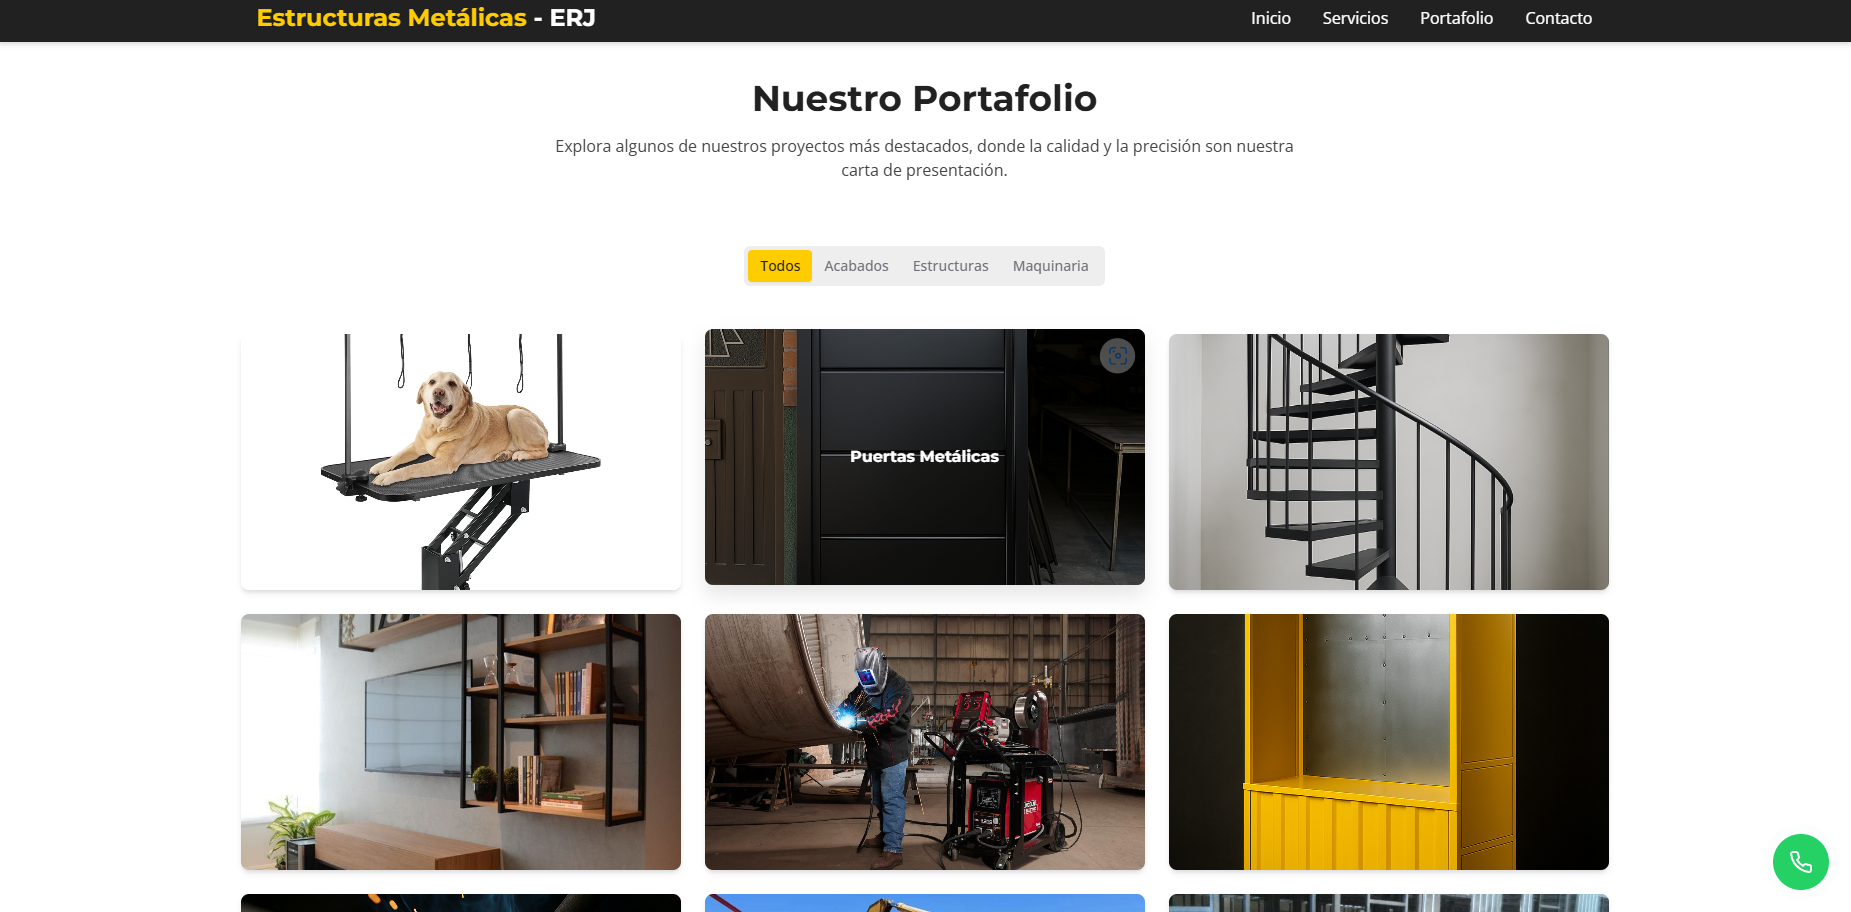 Estructuras Metálicas - ERJ
Inicio Servicios Portafolio Contacto
Nuestro Portafolio
Explora algunos de nuestros proyectos más destacados, donde la calidad y la precisión son nuestra
carta de presentación.
Todos Acabados Estructuras Maquinaria
Puertas Metálicas